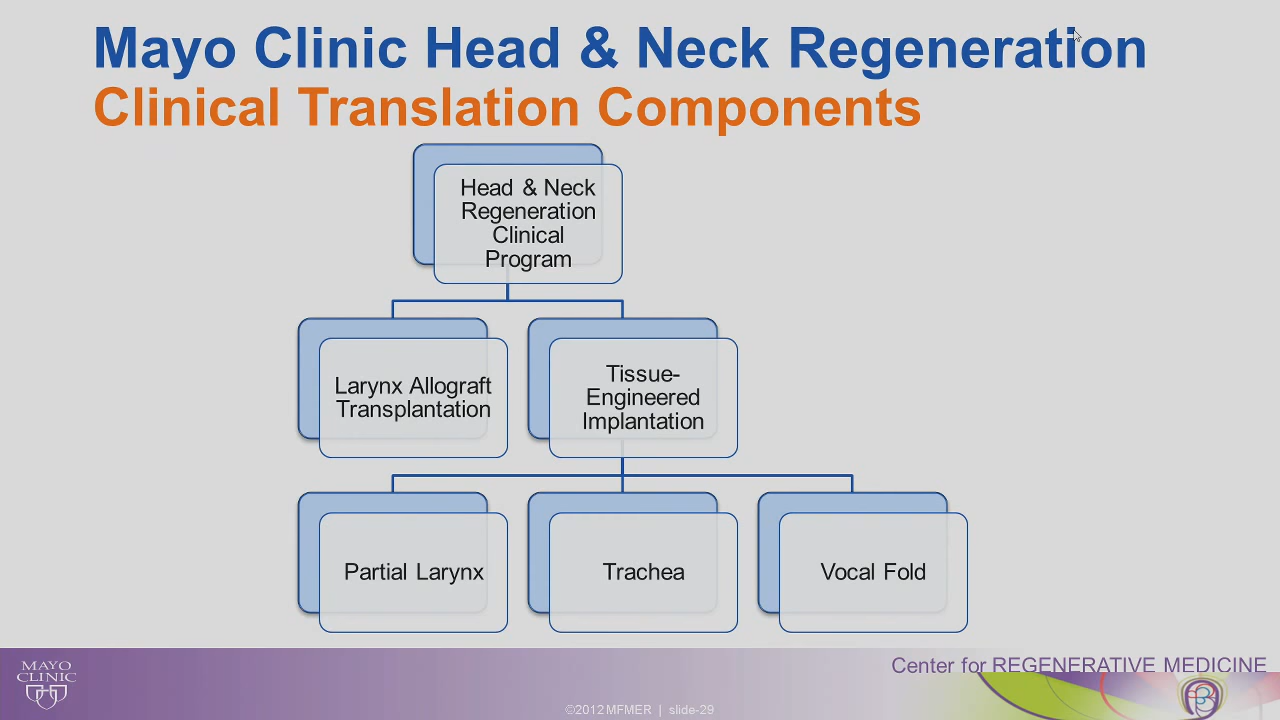 Mayo Clinic Head & Neck Regeneration
Clinical Translation Components
Head & Neck
Regeneration
Clinical
Program
Larynx Allograft
Transplantation
Tissue-
Engineered
Implantation
Partial Larynx
Trachea
Vocal Fold
MAYO
CLINIC
Center for REGENERATIVE MEDICINE
©2012 MFMER | slide-29